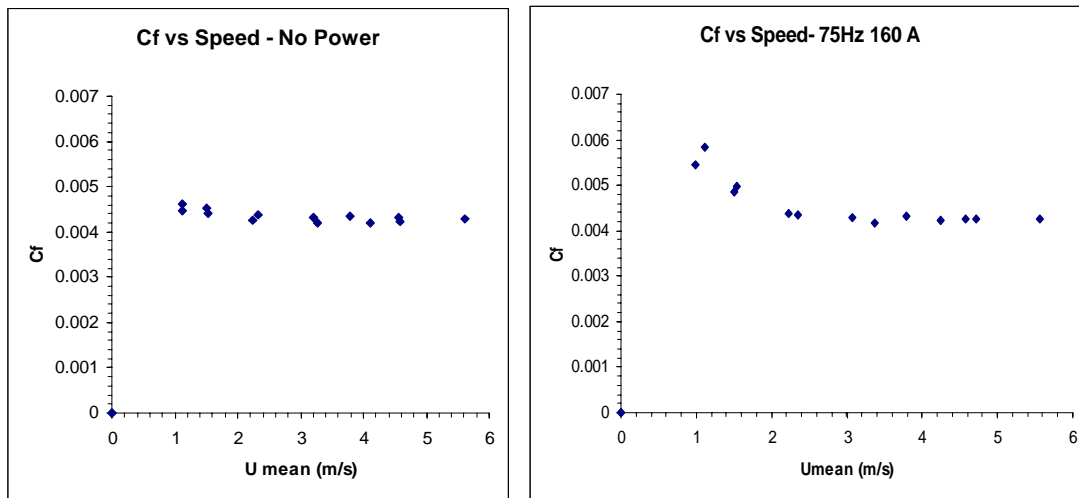 Cf vs Speed - No Power
0.007
0.006
0.005
0.004
0.003
0.002
0.001
0
Cf
0 1 2 3 4 5 6
U mean (m/s)
Cf vs Speed- 75Hz 160 A
0.007
0.006
0.005
0.004
0.003
0.002
0.001
0
Cf
0 1 2 3 4 5 6
Umean (m/s)